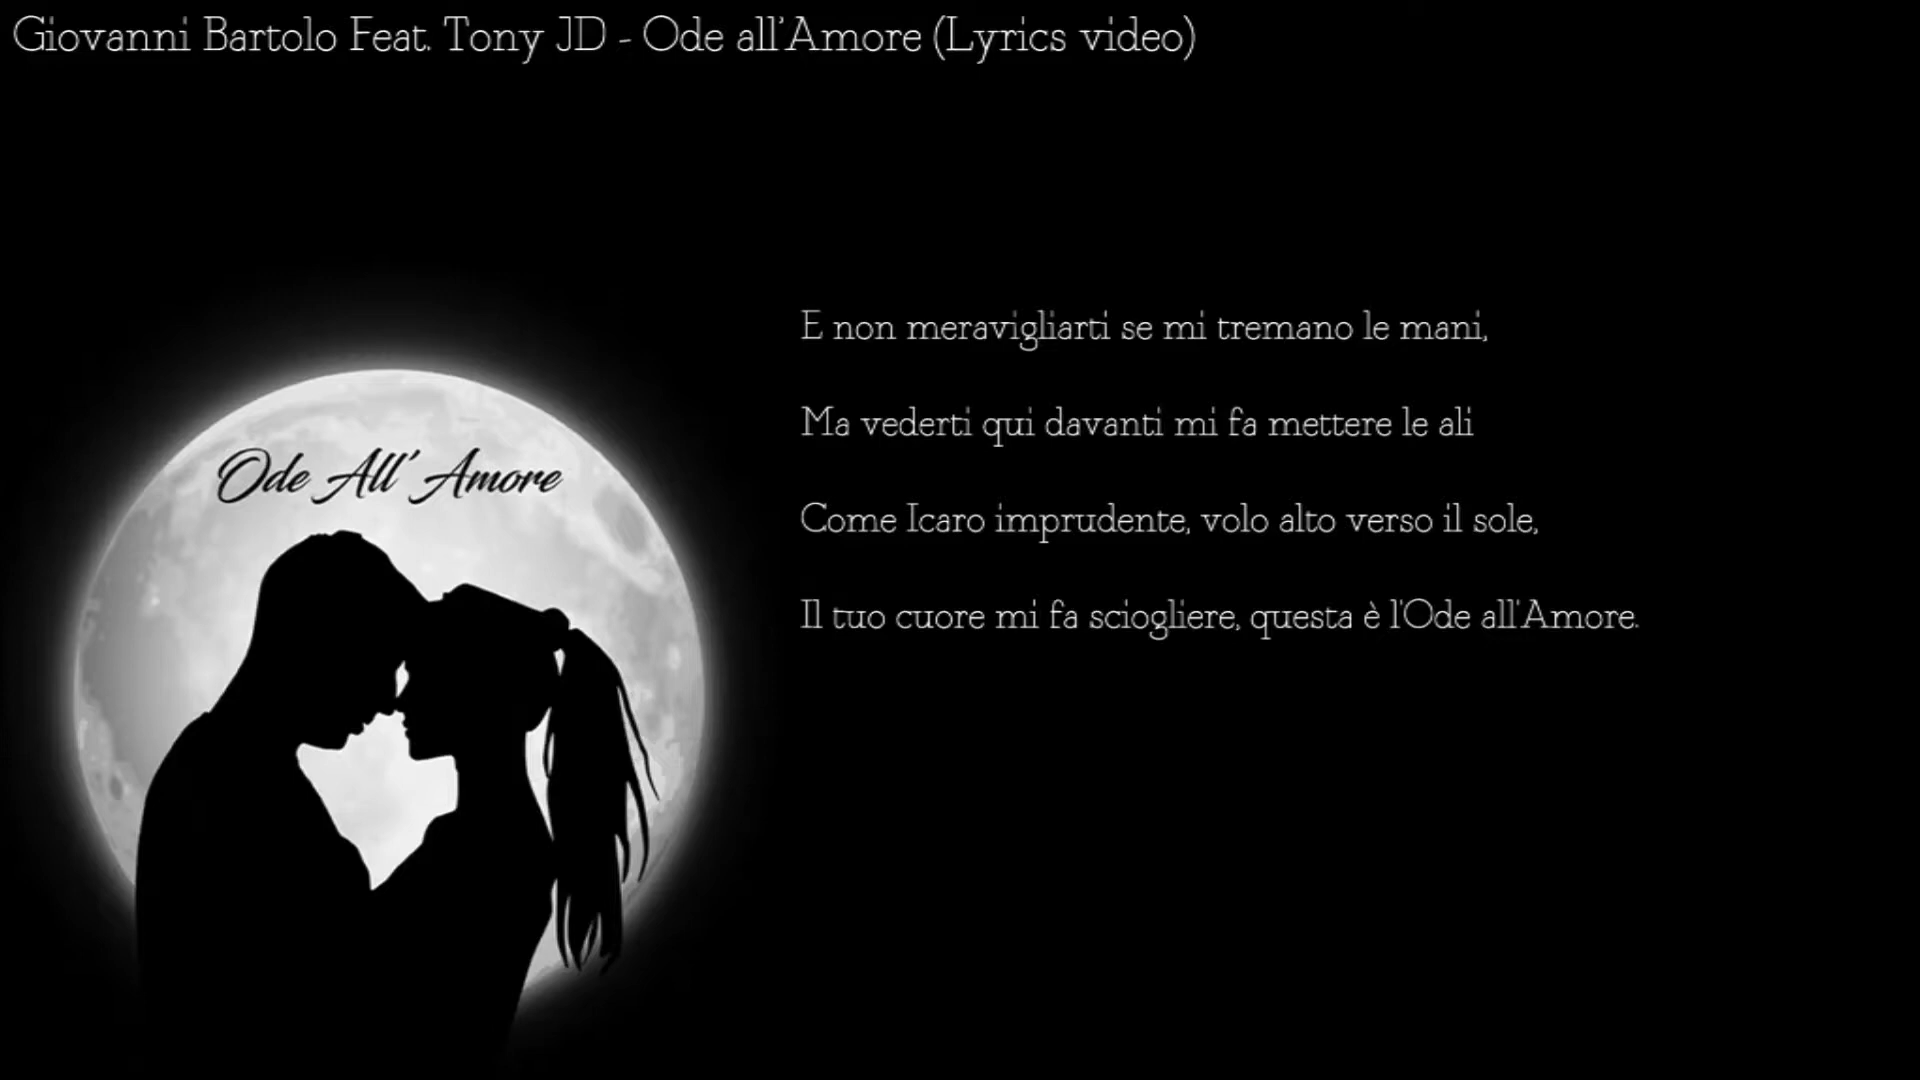 Giovanni Bartolo Feat. Tony JD - Ode all'Amore (Lyrics video)
Ode All' Amore
E non meravigliarti se mi tremano le mani,
Ma vederti qui davanti mi fa mettere le ali
Come Icaro imprudente, volo alto verso il sole,
Il tuo cuore mi fa sciogliere, questa è l'Ode all'Amore.